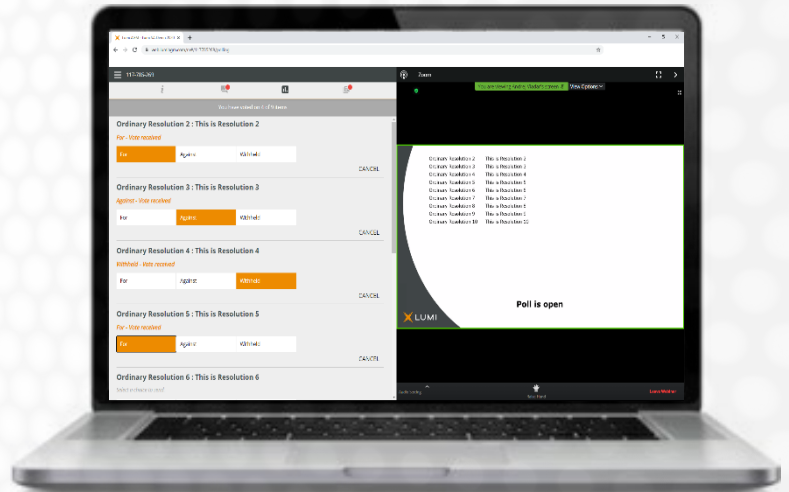 117-785-269
Ordinary Resolution 2 : This is Resolution 2
For - Vote received
For Against Withheld
CANCEL
Ordinary Resolution 3 : This is Resolution 3
Against - Vote received
For Against Withheld
CANCEL
Ordinary Resolution 4 : This is Resolution 4
Withheld - Vote received
For Against Withheld
CANCEL
Ordinary Resolution 5 : This is Resolution 5
For - Vote received
For Against Withheld
CANCEL
Ordinary Resolution 6 : This is Resolution 6
Zoom
View Options
Ordinary Resolution 2 This is Resolution 2
Ordinary Resolution 3 This is Resolution 3
Ordinary Resolution 4 This is Resolution 4
Ordinary Resolution 5 This is Resolution 5
Ordinary Resolution 6 This is Resolution 6
Ordinary Resolution 7 This is Resolution 7
Ordinary Resolution 8 This is Resolution 8
Ordinary Resolution 9 This is Resolution 9
Ordinary Resolution 10 This is Resolution 10
Poll is open
LUMI